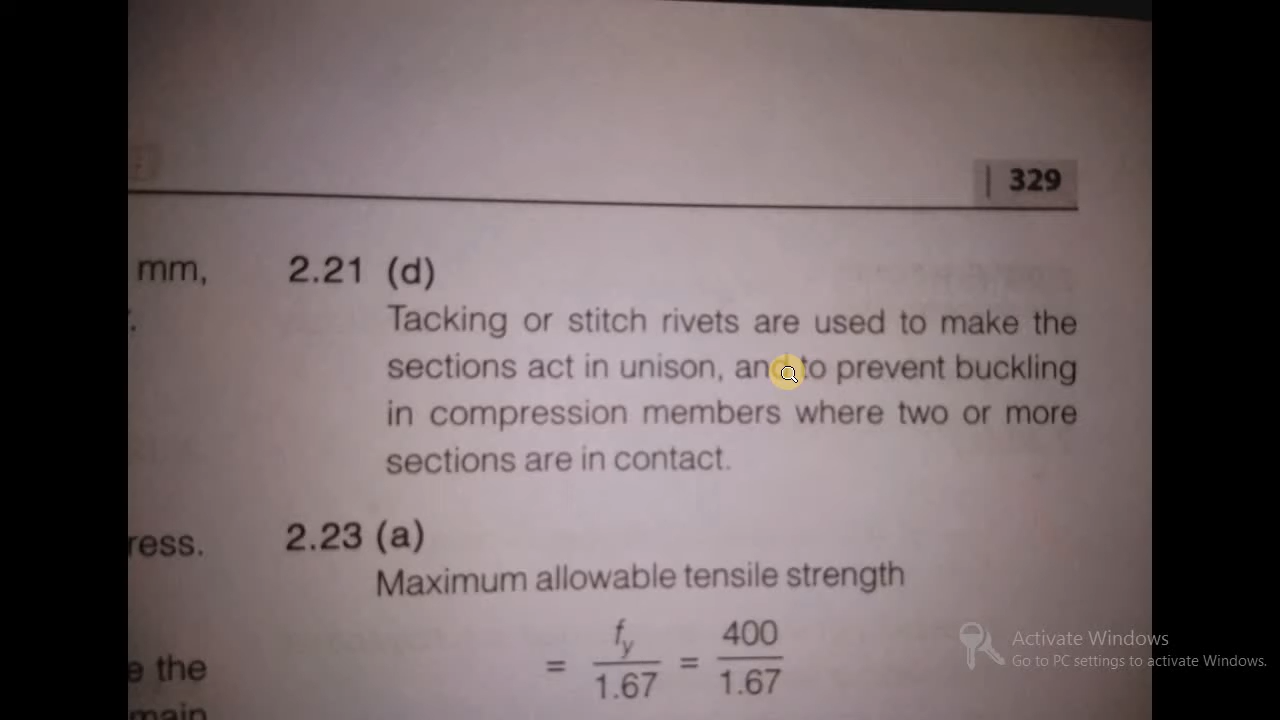 329
mm,
2.21 (d)
Tacking or stitch rivets are used to make the
sections act in unison, and to prevent buckling
in compression members where two or more
sections are in contact.
ress.
2.23 (a)
Maximum allowable tensile strength
= f_y / 1.67 = 400 / 1.67
e the
main
Activate Windows
Go to PC settings to activate Windows.